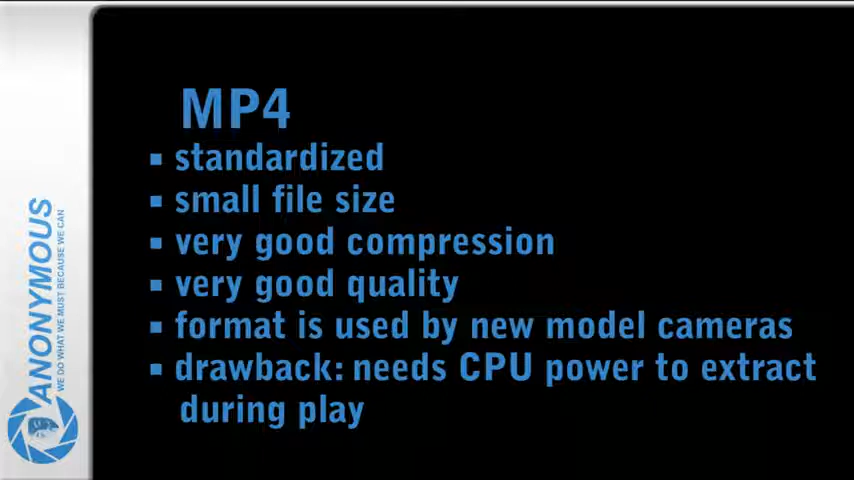 MP4
▪ standardized
▪ small file size
▪ very good compression
▪ very good quality
▪ format is used by new model cameras
▪ drawback: needs CPU power to extract
during play
ANONYMOUS
WE DO WHAT WE MUST BECAUSE WE CAN